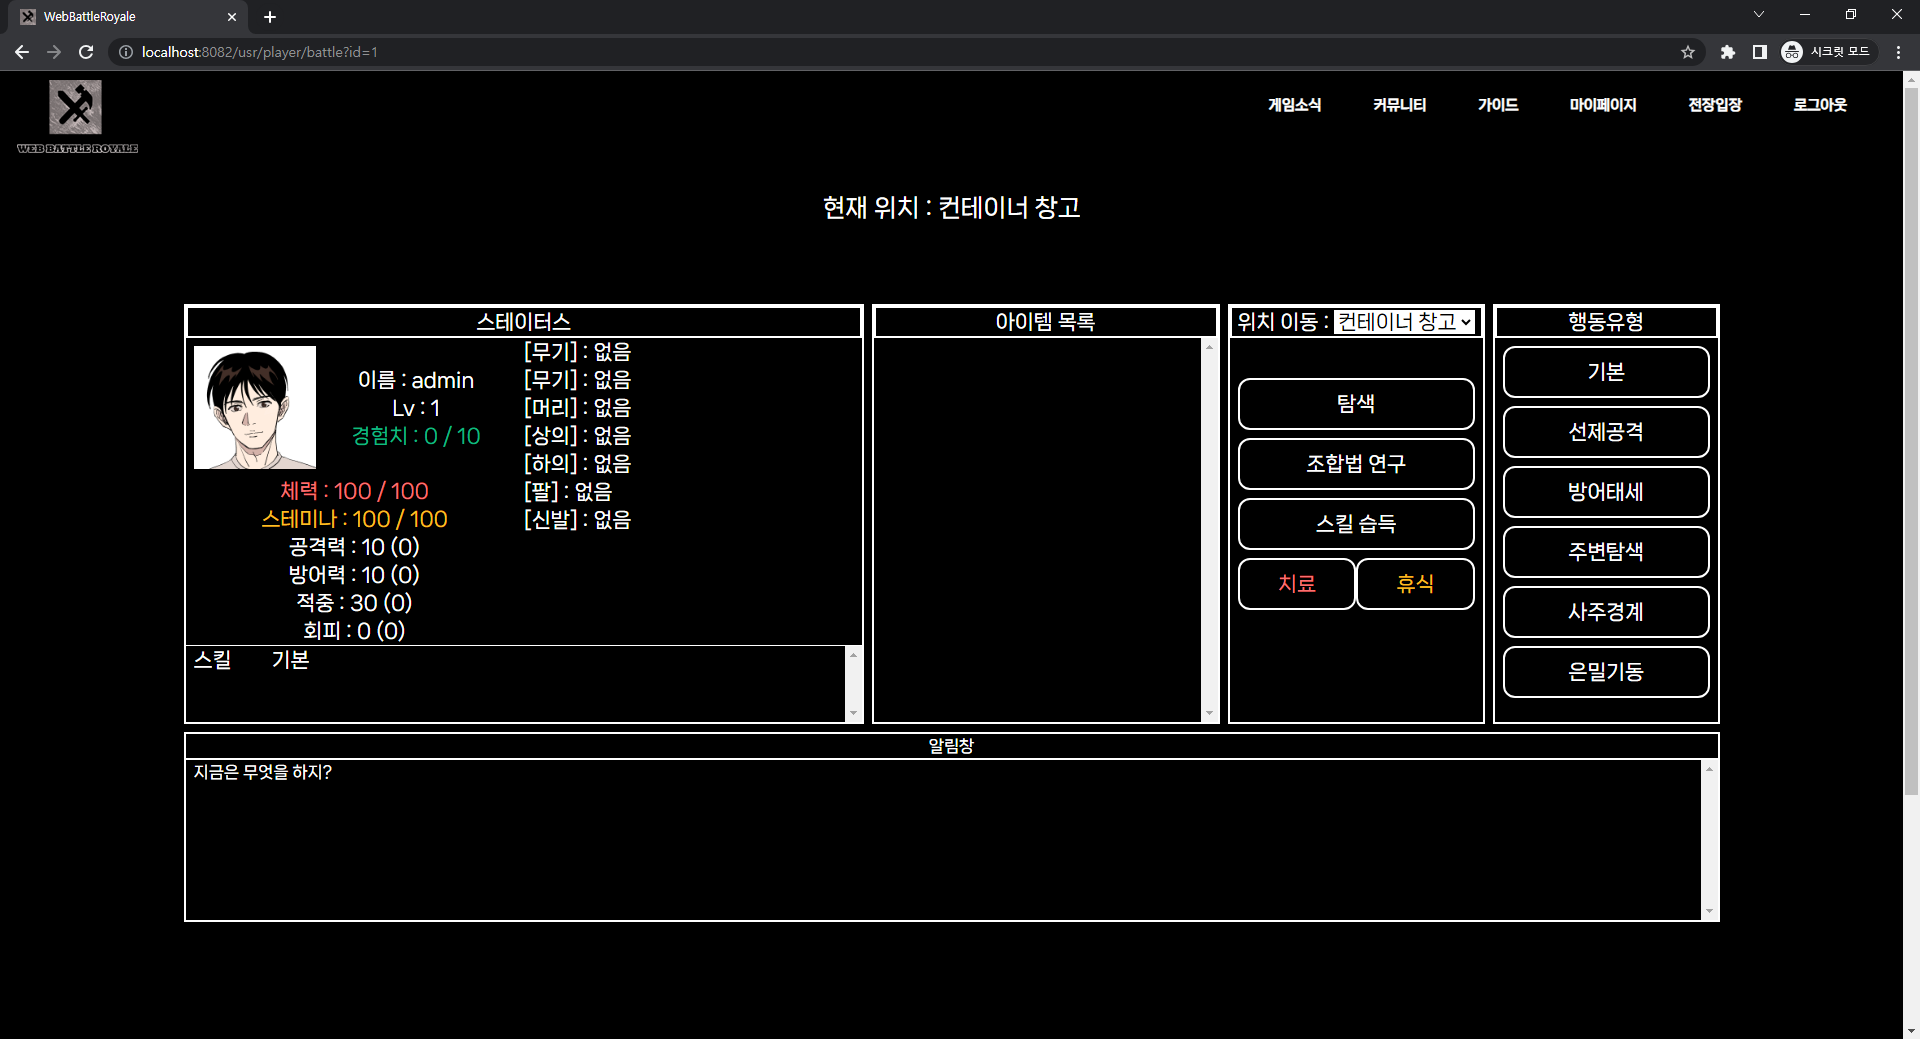 WebBattleRoyale
localhost:8082/usr/player/battle?id=1
시크릿 모드
WEB BATTLE ROYALE
게임소식
커뮤니티
가이드
마이페이지
전장입장
로그아웃
현재 위치 : 컨테이너 창고
스테이터스
이름 : admin
Lv : 1
경험치 : 0 / 10
체력 : 100 / 100
스테미나 : 100 / 100
공격력 : 10 (0)
방어력 : 10 (0)
적중 : 30 (0)
회피 : 0 (0)
[무기] : 없음
[무기] : 없음
[머리] : 없음
[상의] : 없음
[하의] : 없음
[팔] : 없음
[신발] : 없음
스킬 기본
아이템 목록
위치 이동 : 컨테이너 창고
탐색
조합법 연구
스킬 습득
치료 휴식
행동유형
기본
선제공격
방어태세
주변탐색
사주경계
은밀기동
알림창
지금은 무엇을 하지?